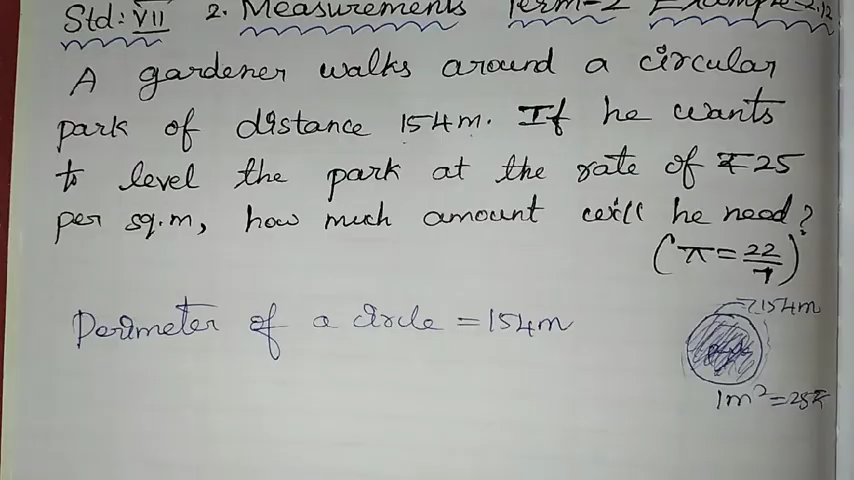 Std: VII 2. Measurements Term-2 Example-2.12
A gardener walks around a circular
park of distance 154m. If he wants
to level the park at the rate of ₹25
per sq.m, how much amount will he need?
(π = 22/7)
Perimeter of a circle = 154m
=154m
1m² = 25₹